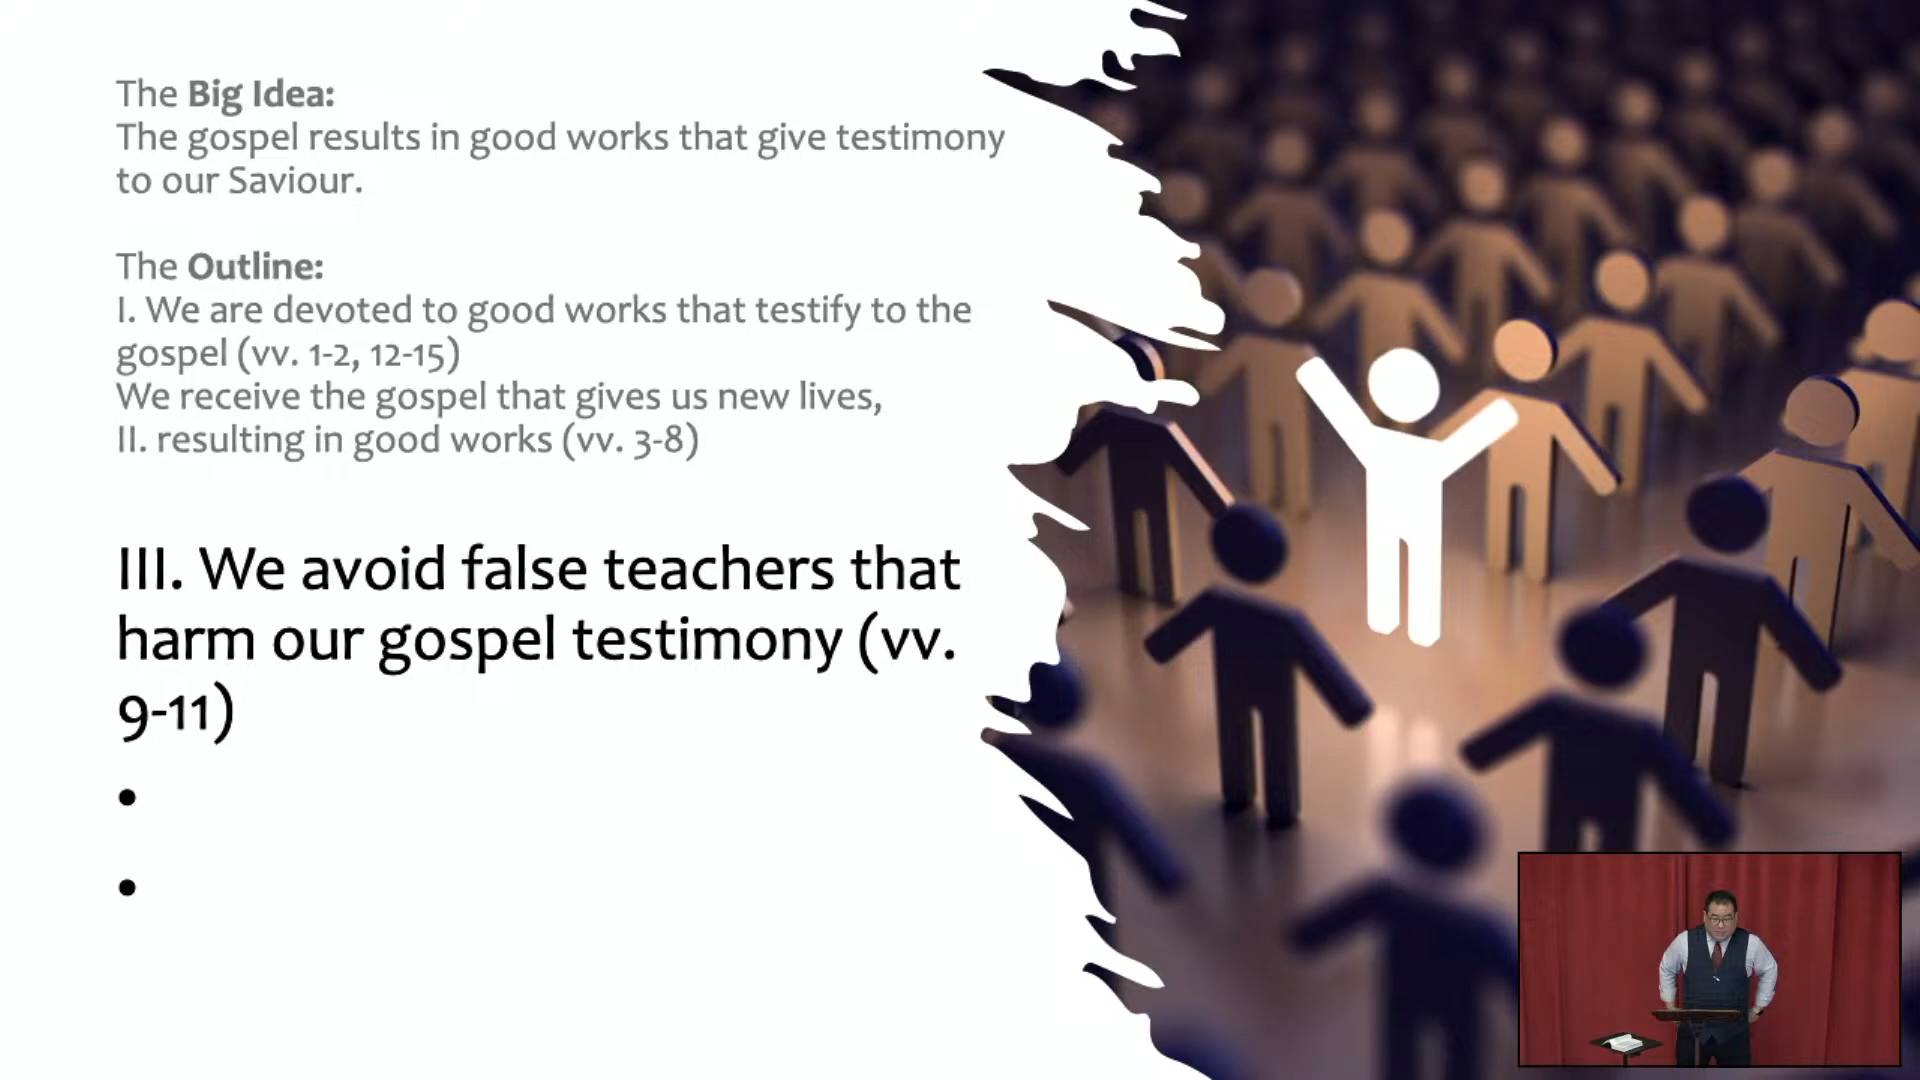 The Big Idea:
The gospel results in good works that give testimony
to our Saviour.
The Outline:
I. We are devoted to good works that testify to the
gospel (vv. 1-2, 12-15)
We receive the gospel that gives us new lives,
II. resulting in good works (vv. 3-8)
III. We avoid false teachers that
harm our gospel testimony (vv.
9-11)
•
•